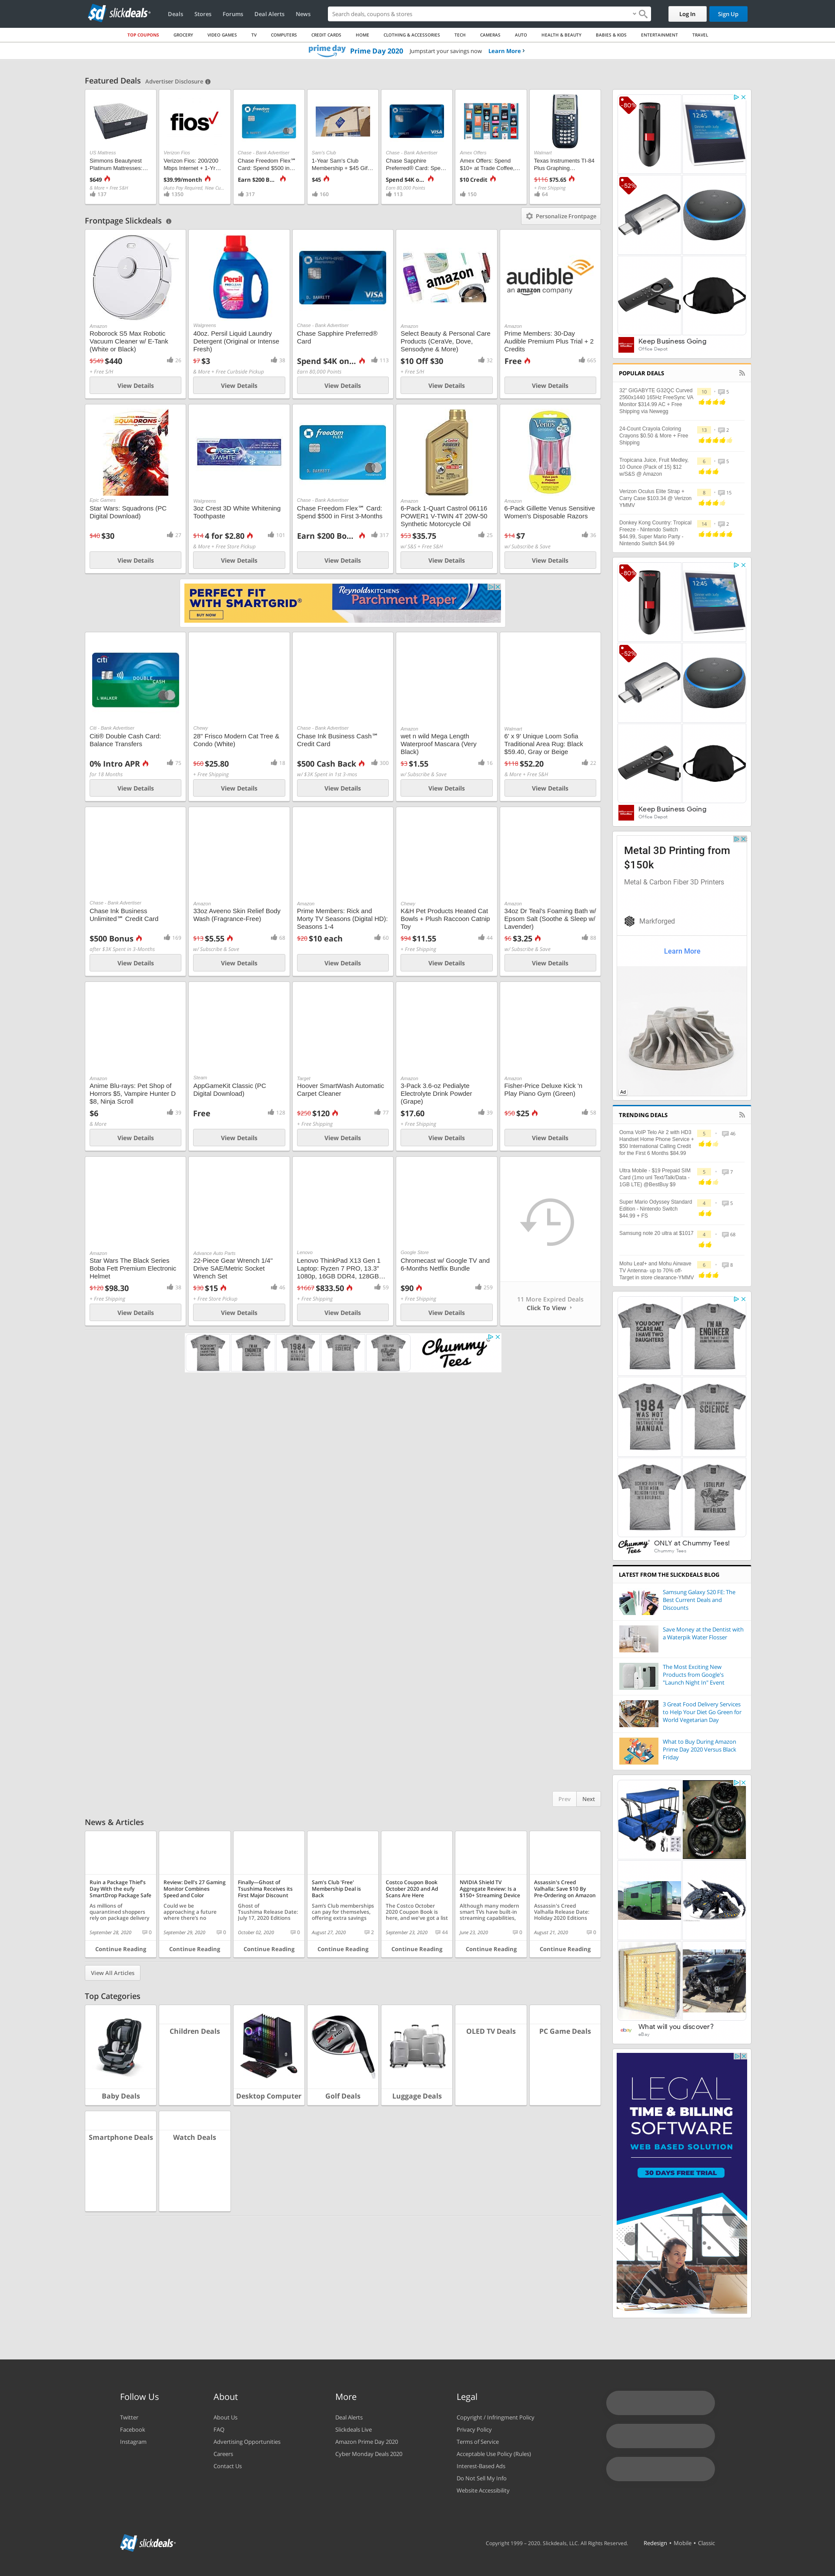 slickdeals
Deals Stores Forums Deal Alerts News
Search deals, coupons & stores
Log In Sign Up
TOP COUPONS GROCERY VIDEO GAMES TV COMPUTERS CREDIT CARDS HOME CLOTHING & ACCESSORIES TECH CAMERAS AUTO HEALTH & BEAUTY BABIES & KIDS ENTERTAINMENT TRAVEL
prime day Prime Day 2020 Jumpstart your savings now Learn More
Featured Deals Advertiser Disclosure
US Mattress
Simmons Beautyrest
Platinum Mattresses:...
$649
& More + Free S&H
137
fios
Verizon Fios
Verizon Fios: 200/200
Mbps Internet + 1-Yr...
$39.99/month
1350
Chase - Bank Advertiser
Chase Freedom Flex℠
Card: Spend $500 in...
Earn $200 B...
317
Sam's Club
1-Year Sam's Club
Membership + $45 Gif...
$45
160
Chase - Bank Advertiser
Chase Sapphire
Preferred® Card: Spe...
Spend $4K o...
Earn 80,000 Points
113
Amex Offers
Amex Offers: Spend
$10+ at Trade Coffee,...
$10 Credit
150
Walmart
Texas Instruments TI-84
Plus Graphing...
$116 $75.65
+ Free Shipping
64
Frontpage Slickdeals
Personalize Frontpage
Amazon
Roborock S5 Max Robotic
Vacuum Cleaner w/ E-Tank
(White or Black)
$549 $440
26
+ Free S/H
View Details
Walgreens
40oz. Persil Liquid Laundry
Detergent (Original or Intense
Fresh)
$7 $3
38
& More + Free Curbside Pickup
View Details
Chase - Bank Advertiser
Chase Sapphire Preferred®
Card
Spend $4K on...
113
Earn 80,000 Points
View Details
amazon
Amazon
Select Beauty & Personal Care
Products (CeraVe, Dove,
Sensodyne & More)
$10 Off $30
32
+ Free S/H
View Details
audible
an amazon company
Amazon
Prime Members: 30-Day
Audible Premium Plus Trial + 2
Credits
Free
665
View Details
SQUADRONS
Epic Games
Star Wars: Squadrons (PC
Digital Download)
$40 $30
27
View Details
Walgreens
3oz Crest 3D White Whitening
Toothpaste
$14 4 for $2.80
101
& More + Free Store Pickup
View Details
freedom
FLEX
Chase - Bank Advertiser
Chase Freedom Flex℠ Card:
Spend $500 in First 3-Months
Earn $200 Bo...
317
View Details
Amazon
6-Pack 1-Quart Castrol 06116
POWER1 V-TWIN 4T 20W-50
Synthetic Motorcycle Oil
$53 $35.75
25
w/ S&S + Free S&H
View Details
Venus
Amazon
6-Pack Gillette Venus Sensitive
Women's Disposable Razors
$14 $7
36
w/ Subscribe & Save
View Details
PERFECT FIT
WITH SMARTGRID®
BUY NOW
REYNOLDS KITCHENS
Parchment Paper
citi
DOUBLE CASH
L WALKER
Citi - Bank Advertiser
Citi® Double Cash Card:
Balance Transfers
0% Intro APR
75
for 18 Months
View Details
Chewy
28" Frisco Modern Cat Tree &
Condo (White)
$60 $25.80
18
+ Free Shipping
View Details
Chase - Bank Advertiser
Chase Ink Business Cash℠
Credit Card
$500 Cash Back
300
w/ $3K Spent in 1st 3-mos
View Details
Amazon
wet n wild Mega Length
Waterproof Mascara (Very
Black)
$3 $1.55
16
w/ Subscribe & Save
View Details
Walmart
6' x 9' Unique Loom Sofia
Traditional Area Rug: Black
$59.40, Gray or Beige
$118 $52.20
22
& More + Free S&H
View Details
Chase - Bank Advertiser
Chase Ink Business
Unlimited℠ Credit Card
$500 Bonus
169
after $3K Spent in 3-Months
View Details
Amazon
33oz Aveeno Skin Relief Body
Wash (Fragrance-Free)
$13 $5.55
68
w/ Subscribe & Save
View Details
Amazon
Prime Members: Rick and
Morty TV Seasons (Digital HD):
Seasons 1-4
$20 $10 each
60
View Details
Chewy
K&H Pet Products Heated Cat
Bowls + Plush Raccoon Catnip
Toy
$94 $11.55
44
+ Free Shipping
View Details
Amazon
34oz Dr Teal's Foaming Bath w/
Epsom Salt (Soothe & Sleep w/
Lavender)
$6 $3.25
88
w/ Subscribe & Save
View Details
Amazon
Anime Blu-rays: Pet Shop of
Horrors $5, Vampire Hunter D
$8, Ninja Scroll
$6
39
& More
View Details
Steam
AppGameKit Classic (PC
Digital Download)
Free
128
View Details
Target
Hoover SmartWash Automatic
Carpet Cleaner
$250 $120
77
+ Free Shipping
View Details
Amazon
3-Pack 3.6-oz Pedialyte
Electrolyte Drink Powder
(Grape)
$17.60
39
+ Free Shipping
View Details
Amazon
Fisher-Price Deluxe Kick 'n
Play Piano Gym (Green)
$50 $25
58
View Details
Amazon
Star Wars The Black Series
Boba Fett Premium Electronic
Helmet
$120 $98.30
38
+ Free Shipping
View Details
Advance Auto Parts
22-Piece Gear Wrench 1/4"
Drive SAE/Metric Socket
Wrench Set
$30 $15
46
+ Free Store Pickup
View Details
Lenovo
Lenovo ThinkPad X13 Gen 1
Laptop: Ryzen 7 PRO, 13.3"
1080p, 16GB DDR4, 128GB...
$1667 $833.50
59
+ Free Shipping
View Details
Google Store
Chromecast w/ Google TV and
6-Months Netflix Bundle
$90
259
+ Free Shipping
View Details
11 More Expired Deals
Click To View
Chummy Tees
Prev Next
News & Articles
Ruin a Package Thief's
Day With the eufy
SmartDrop Package Safe
As millions of
quarantined shoppers
rely on package delivery
September 28, 2020 0
Continue Reading
Review: Dell's 27 Gaming
Monitor Combines
Speed and Color
Could we be
approaching a future
where there's no
September 29, 2020 0
Continue Reading
Finally—Ghost of
Tsushima Receives its
First Major Discount
Ghost of
Tsushima Release Date:
July 17, 2020 Editions
October 02, 2020 0
Continue Reading
Sam's Club 'Free'
Membership Deal is
Back
Sam's Club memberships
can pay for themselves,
offering extra savings
August 27, 2020 2
Continue Reading
Costco Coupon Book
October 2020 and Ad
Scans Are Here
The Costco October
2020 Coupon Book is
here, and we've got a list
September 23, 2020 44
Continue Reading
NVIDIA Shield TV
Aggregate Review: Is a
$150+ Streaming Device
Although many modern
smart TVs have built-in
streaming capabilities,
June 23, 2020 0
Continue Reading
Assassin's Creed
Valhalla: Save $10 By
Pre-Ordering on Amazon
Assassin's Creed
Valhalla Release Date:
Holiday 2020 Editions
August 21, 2020 0
Continue Reading
View All Articles
Top Categories
Baby Deals
Children Deals
Desktop Computer
Golf Deals
Luggage Deals
OLED TV Deals
PC Game Deals
Smartphone Deals
Watch Deals
-80%
12:45
-52%
Keep Business Going
Office Depot
POPULAR DEALS
32" GIGABYTE G32QC Curved
2560x1440 165Hz FreeSync VA
Monitor $314.99 AC + Free
Shipping via Newegg
10 5
24-Count Crayola Coloring
Crayons $0.50 & More + Free
Shipping
13 2
Tropicana Juice, Fruit Medley,
10 Ounce (Pack of 15) $12
w/S&S @ Amazon
6 5
Verizon Oculus Elite Strap +
Carry Case $103.34 @ Verizon
YMMV
8 15
Donkey Kong Country: Tropical
Freeze - Nintendo Switch
$44.99, Super Mario Party -
Nintendo Switch $44.99
14 2
-80%
12:45
-52%
Keep Business Going
Office Depot
Metal 3D Printing from
$150k
Metal & Carbon Fiber 3D Printers
Markforged
Learn More
Ad
TRENDING DEALS
Ooma VoIP Telo Air 2 with HD3
Handset Home Phone Service +
$50 International Calling Credit
for the First 6 Months $84.99
5 46
Ultra Mobile - $19 Prepaid SIM
Card (1mo unl Text/Talk/Data -
1GB LTE) @BestBuy $9
5 7
Super Mario Odyssey Standard
Edition - Nintendo Switch
$44.99 + FS
4 5
Samsung note 20 ultra at $1017
4 68
Mohu Leaf+ and Mohu Airwave
TV Antenna- up to 70% off-
Target in store clearance-YMMV
6 8
YOU DON'T
SCARE ME.
I HAVE TWO
DAUGHTERS
I'M AN
ENGINEER
1984
WAS NOT
SUPPOSED TO BE AN
INSTRUCTION
MANUAL
SCIENCE
I STILL PLAY
WITH BLOCKS
Chummy Tees
ONLY at Chummy Tees!
Chummy Tees
LATEST FROM THE SLICKDEALS BLOG
Samsung Galaxy S20 FE: The
Best Current Deals and
Discounts
Save Money at the Dentist with
a Waterpik Water Flosser
The Most Exciting New
Products from Google's
"Launch Night In" Event
3 Great Food Delivery Services
to Help Your Diet Go Green for
World Vegetarian Day
What to Buy During Amazon
Prime Day 2020 Versus Black
Friday
What will you discover?
eBay
LEGAL
TIME & BILLING
SOFTWARE
WEB BASED SOLUTION
30 DAYS FREE TRIAL
Follow Us
Twitter
Facebook
Instagram
About
About Us
FAQ
Advertising Opportunities
Careers
Contact Us
More
Deal Alerts
Slickdeals Live
Amazon Prime Day 2020
Cyber Monday Deals 2020
Legal
Copyright / Infringment Policy
Privacy Policy
Terms of Service
Acceptable Use Policy (Rules)
Interest-Based Ads
Do Not Sell My Info
Website Accessibility
slickdeals
Copyright 1999 – 2020. Slickdeals, LLC. All Rights Reserved. Redesign • Mobile • Classic